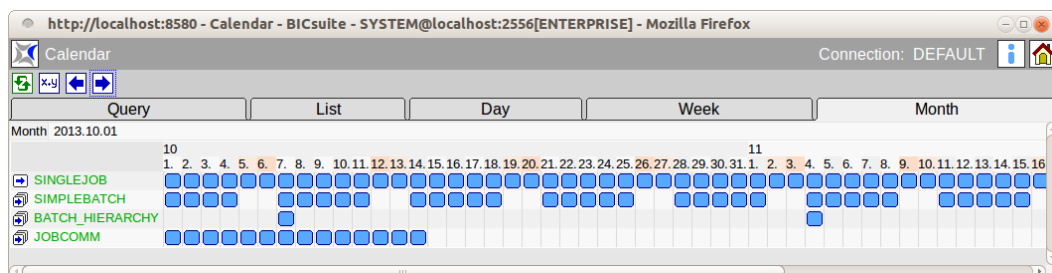 http://localhost:8580 - Calendar - BICsuite - SYSTEM@localhost:2556[ENTERPRISE] - Mozilla Firefox
Calendar Connection: DEFAULT
x,y
Query List Day Week Month
Month 2013.10.01
10 11
1. 2. 3. 4. 5. 6. 7. 8. 9. 10. 11. 12. 13. 14. 15. 16. 17. 18. 19. 20. 21. 22. 23. 24. 25. 26. 27. 28. 29. 30. 31. 1. 2. 3. 4. 5. 6. 7. 8. 9. 10. 11. 12. 13. 14. 15. 16
SINGLEJOB
SIMPLEBATCH
BATCH_HIERARCHY
JOBCOMM